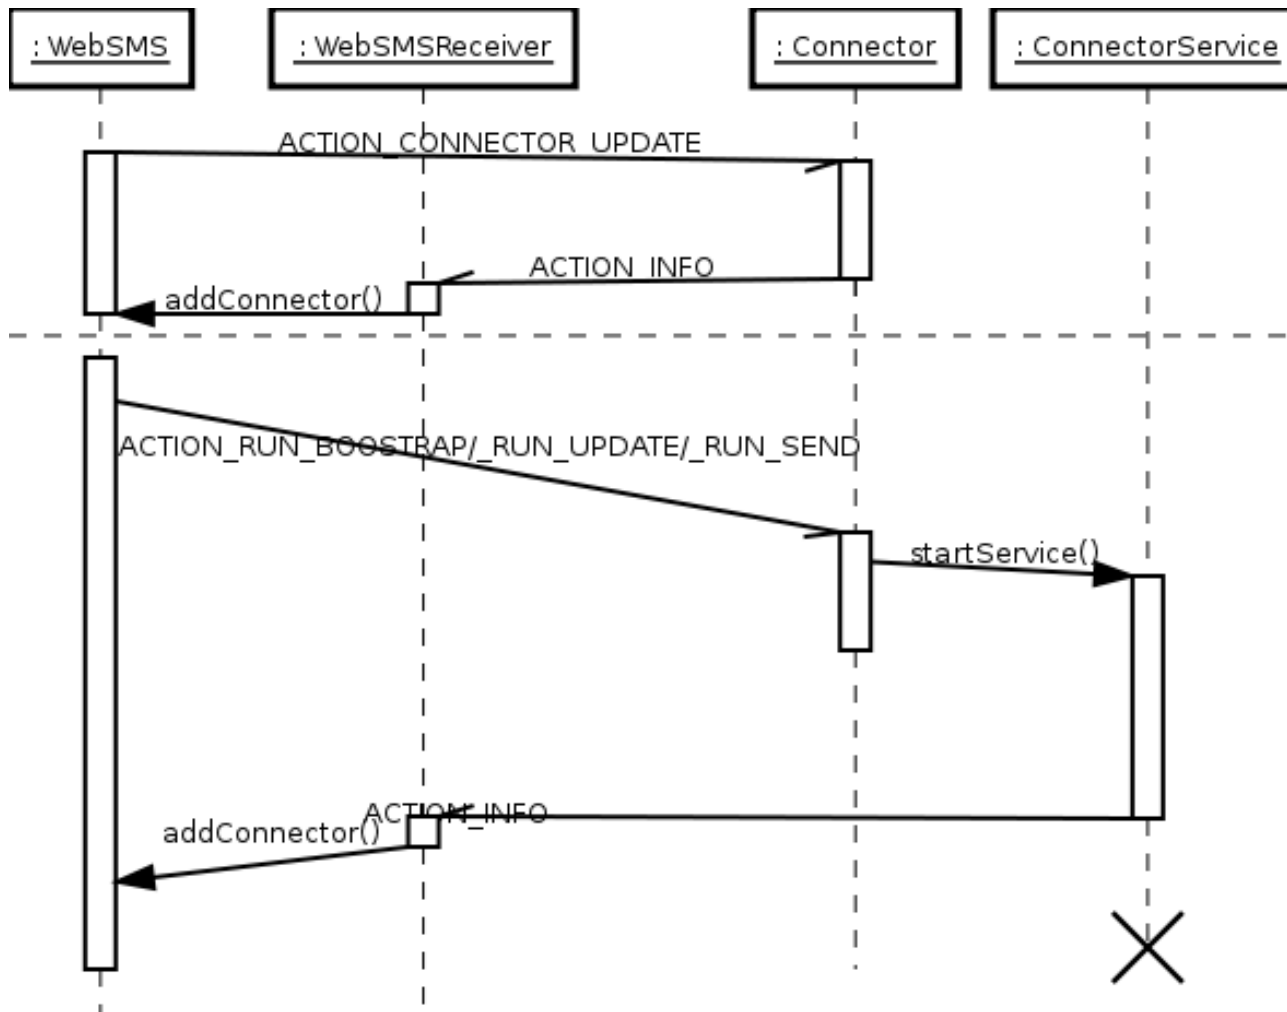 : WebSMS
: WebSMSReceiver
: Connector
: ConnectorService
ACTION_CONNECTOR_UPDATE
ACTION_INFO
addConnector()
ACTION_RUN_BOOSTRAP/_RUN_UPDATE/_RUN_SEND
startService()
ACTION_INFO
addConnector()